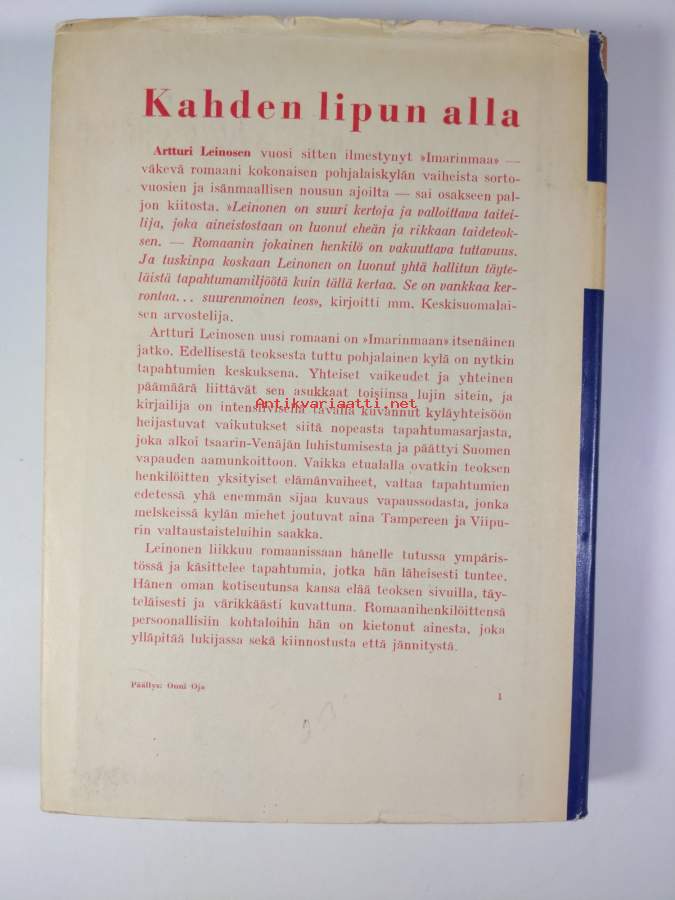 Kahden lipun alla
Artturi Leinosen vuosi sitten ilmestynyt »Imarinmaa» —
väkevä romaani kokonaisen pohjalaiskylän vaiheista sorto-
vuosien ja isänmaallisen nousun ajoilta — sai osakseen pal-
jon kiitosta. »Leinonen on suuri kertoja ja valloittava taitei-
lija, joka aineistostaan on luonut eheän ja rikkaan taideteok-
sen. — Romaanin jokainen henkilö on vakuuttava tuttavuus.
Ja tuskinpa koskaan Leinonen on luonut yhtä hallitun täyte-
läistä tapahtumamiljöötä kuin tällä kertaa. Se on vankkaa ker-
rontaa... suurenmoinen teos», kirjoitti mm. Keskisuomalai-
sen arvostelija.
Artturi Leinosen uusi romaani on »Imarinmaan» itsenäinen
jatko. Edellisestä teoksesta tuttu pohjalainen kylä on nytkin
tapahtumien keskuksena. Yhteiset vaikeudet ja yhteinen
päämäärä liittävät sen asukkaat toisiinsa lujin sitein, ja
Antikvariaatti.net
kirjailija on intensiivisellä tavalla kuvannut kyläyhteisöön
heijastuvat vaikutukset siitä nopeasta tapahtumasarjasta,
joka alkoi tsaarin-Venäjän luhistumisesta ja päättyi Suomen
vapauden aamunkoittoon. Vaikka etualalla ovatkin teoksen
henkilöitten yksityiset elämänvaiheet, valtaa tapahtumien
edetessä yhä enemmän sijaa kuvaus vapaussodasta, jonka
melskeissä kylän miehet joutuvat aina Tampereen ja Viipu-
rin valtaustaisteluihin saakka.
Leinonen liikkuu romaanissaan hänelle tutussa ympäris-
tössä ja käsittelee tapahtumia, jotka hän läheisesti tuntee.
Hänen oman kotiseutunsa kansa elää teoksen sivuilla, täy-
teläisesti ja värikkäästi kuvattuna. Romaanihenkilöittensä
persoonallisiin kohtaloihin hän on kietonut ainesta, joka
ylläpitää lukijassa sekä kiinnostusta että jännitystä.
Päällys: Onni Oja
1